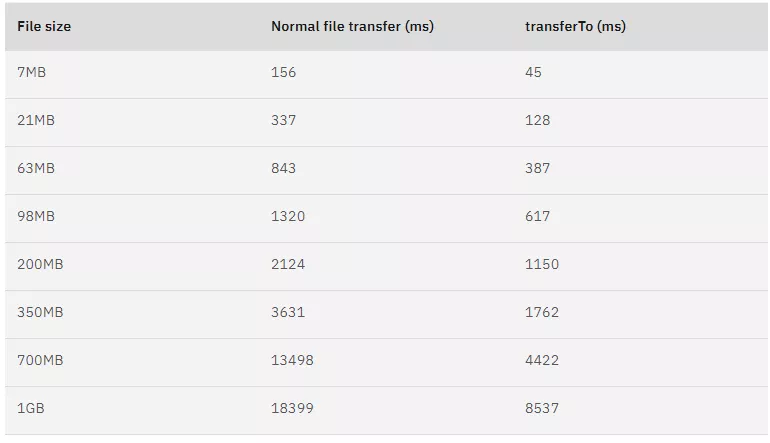 File size Normal file transfer (ms) transferTo (ms)
7MB 156 45
21MB 337 128
63MB 843 387
98MB 1320 617
200MB 2124 1150
350MB 3631 1762
700MB 13498 4422
1GB 18399 8537